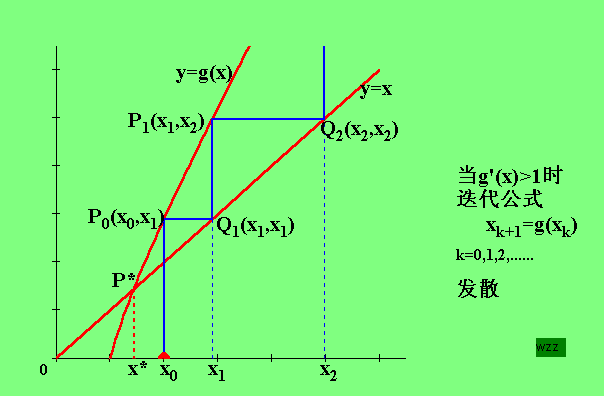 y=g(x)
y=x
P₁(x₁,x₂)
Q₂(x₂,x₂)
当g'(x)>1时
迭代公式
xₖ₊₁=g(xₖ)
k=0,1,2,......
发散
P₀(x₀,x₁)
Q₁(x₁,x₁)
P*
wzz
0
x*
x₀
x₁
x₂